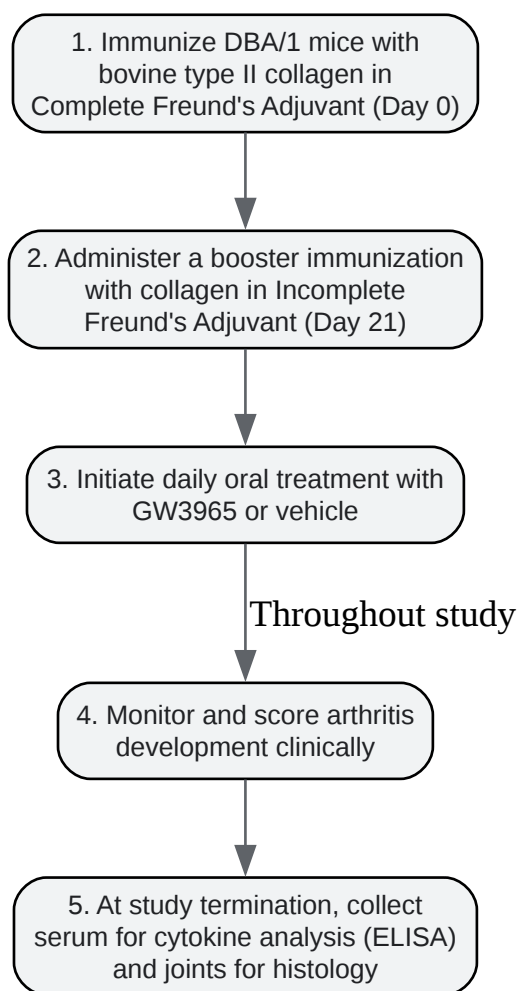 1. Immunize DBA/1 mice with
bovine type II collagen in
Complete Freund's Adjuvant (Day 0)
2. Administer a booster immunization
with collagen in Incomplete
Freund's Adjuvant (Day 21)
3. Initiate daily oral treatment with
GW3965 or vehicle
Throughout study
4. Monitor and score arthritis
development clinically
5. At study termination, collect
serum for cytokine analysis (ELISA)
and joints for histology